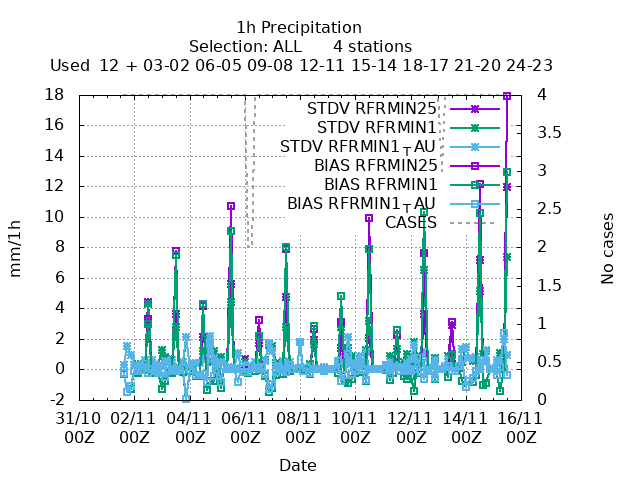 1h Precipitation
Selection: ALL 4 stations
Used 12 + 03-02 06-05 09-08 12-11 15-14 18-17 21-20 24-23
STDV RFRMIN25
STDV RFRMIN1
STDV RFRMIN1┬AU
BIAS RFRMIN25
BIAS RFRMIN1
BIAS RFRMIN1┬AU
CASES
mm/1h
18
16
14
12
10
8
6
4
2
0
-2
No cases
4
3.5
3
2.5
2
1.5
1
0.5
0
31/10 02/11 04/11 06/11 08/11 10/11 12/11 14/11 16/11
00Z 00Z 00Z 00Z 00Z 00Z 00Z 00Z 00Z
Date